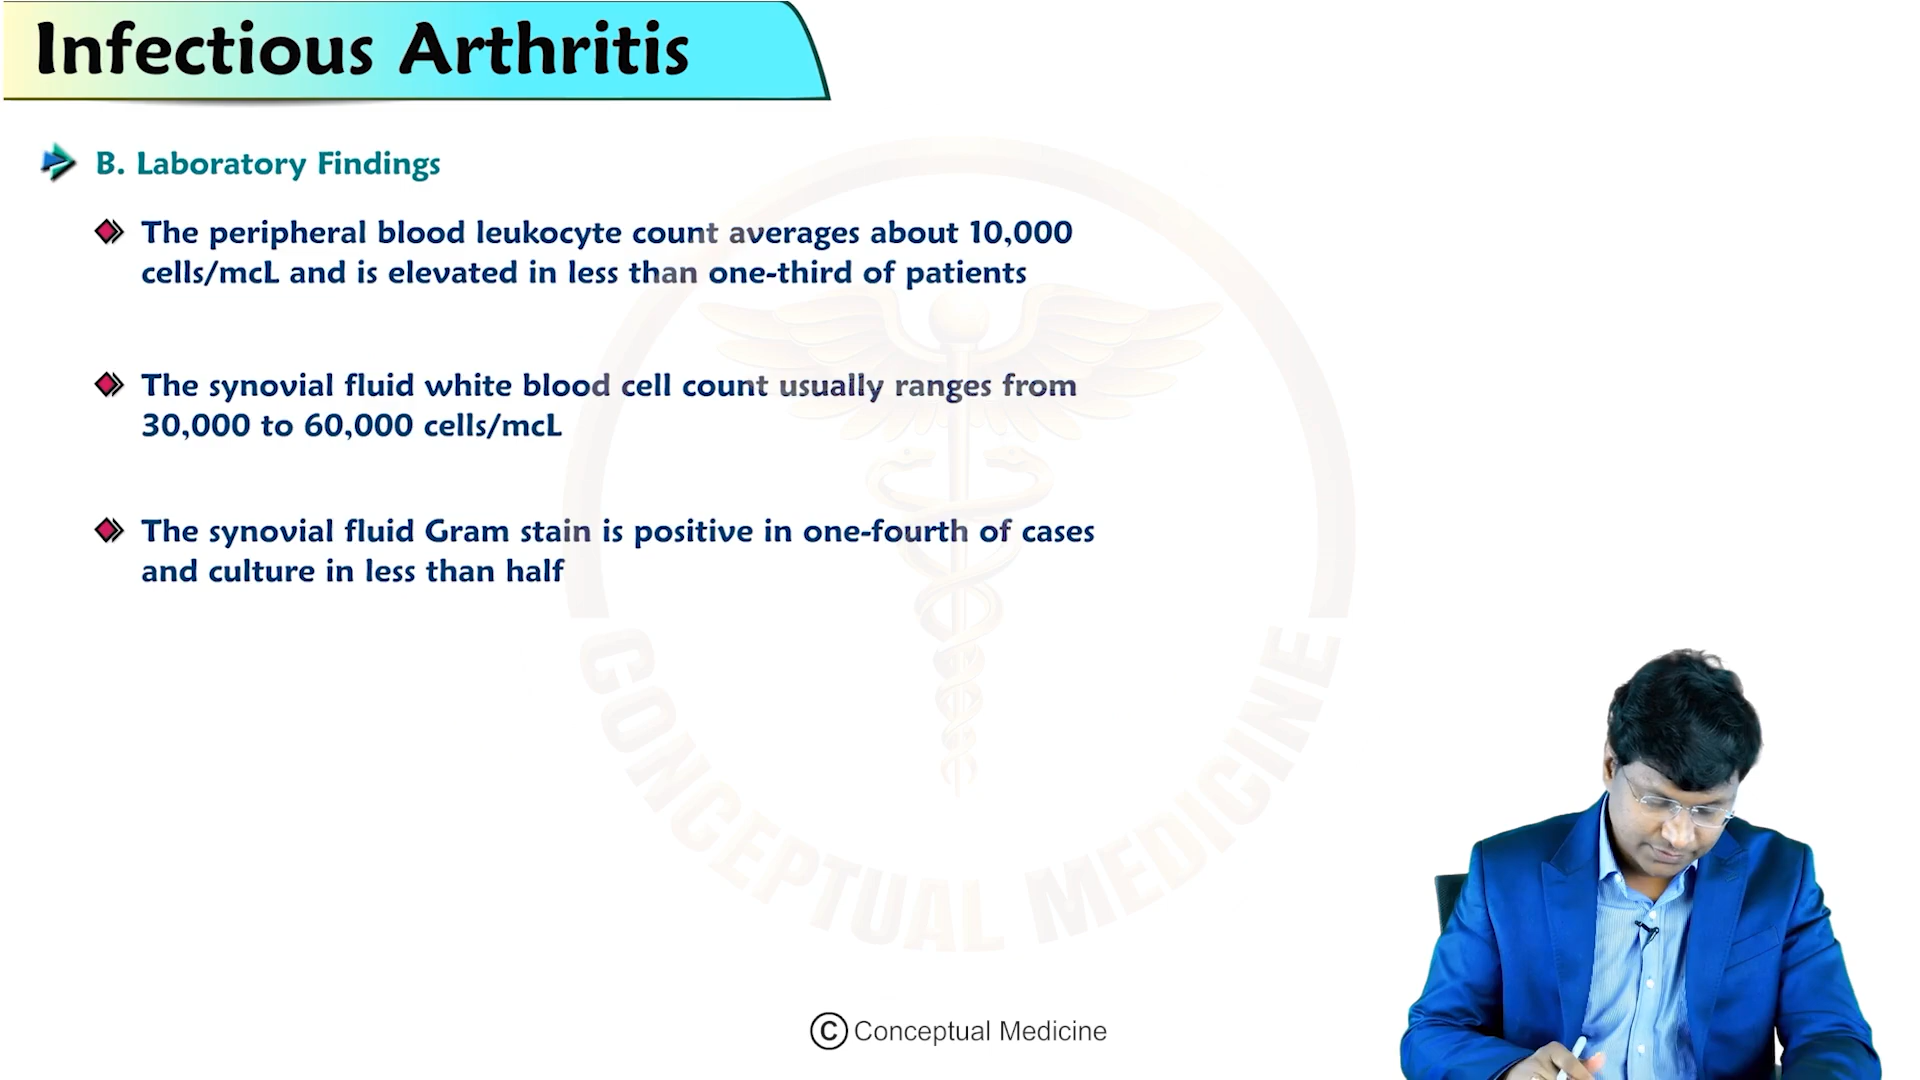 Infectious Arthritis
B. Laboratory Findings
The peripheral blood leukocyte count averages about 10,000
cells/mcL and is elevated in less than one-third of patients
The synovial fluid white blood cell count usually ranges from
30,000 to 60,000 cells/mcL
The synovial fluid Gram stain is positive in one-fourth of cases
and culture in less than half
CONCEPTUAL MEDICINE
© Conceptual Medicine